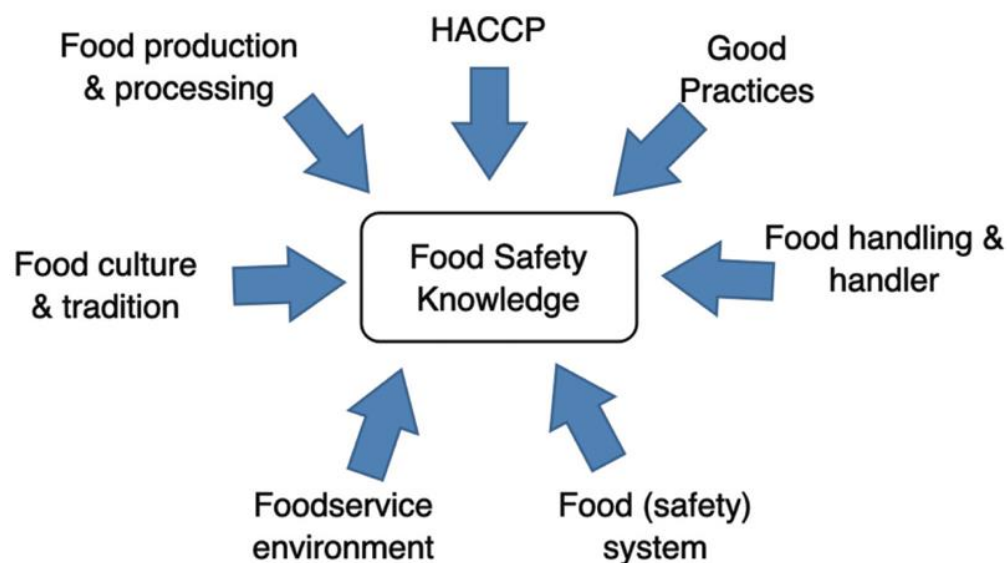 HACCP
Food production
& processing
Good
Practices
Food culture
& tradition
Food Safety
Knowledge
Food handling &
handler
Foodservice
environment
Food (safety)
system